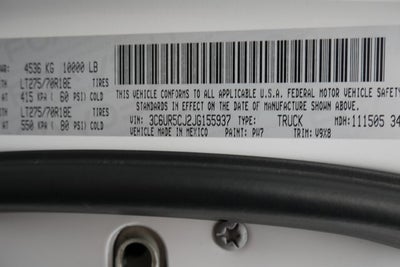 4536 KG 10000 LB
LT275/70R18E TIRES
415 KPA ( 60 PSI) COLD
LT275/70R18E TIRES
550 KPA ( 80 PSI) COLD
THIS VEHICLE CONFORMS TO ALL APPLICABLE U.S.A. FEDERAL MOTOR VEHICLE SAFETY
STANDARDS IN EFFECT ON THE DATE OF MANUFACTURE SHOWN ABOVE.
VIN: 3C6UR5CJ2JG155937 TYPE: TRUCK MDH: 111505 34
VEHICLE MADE IN MEXICO PAINT: PW7 TRIM: V9X8